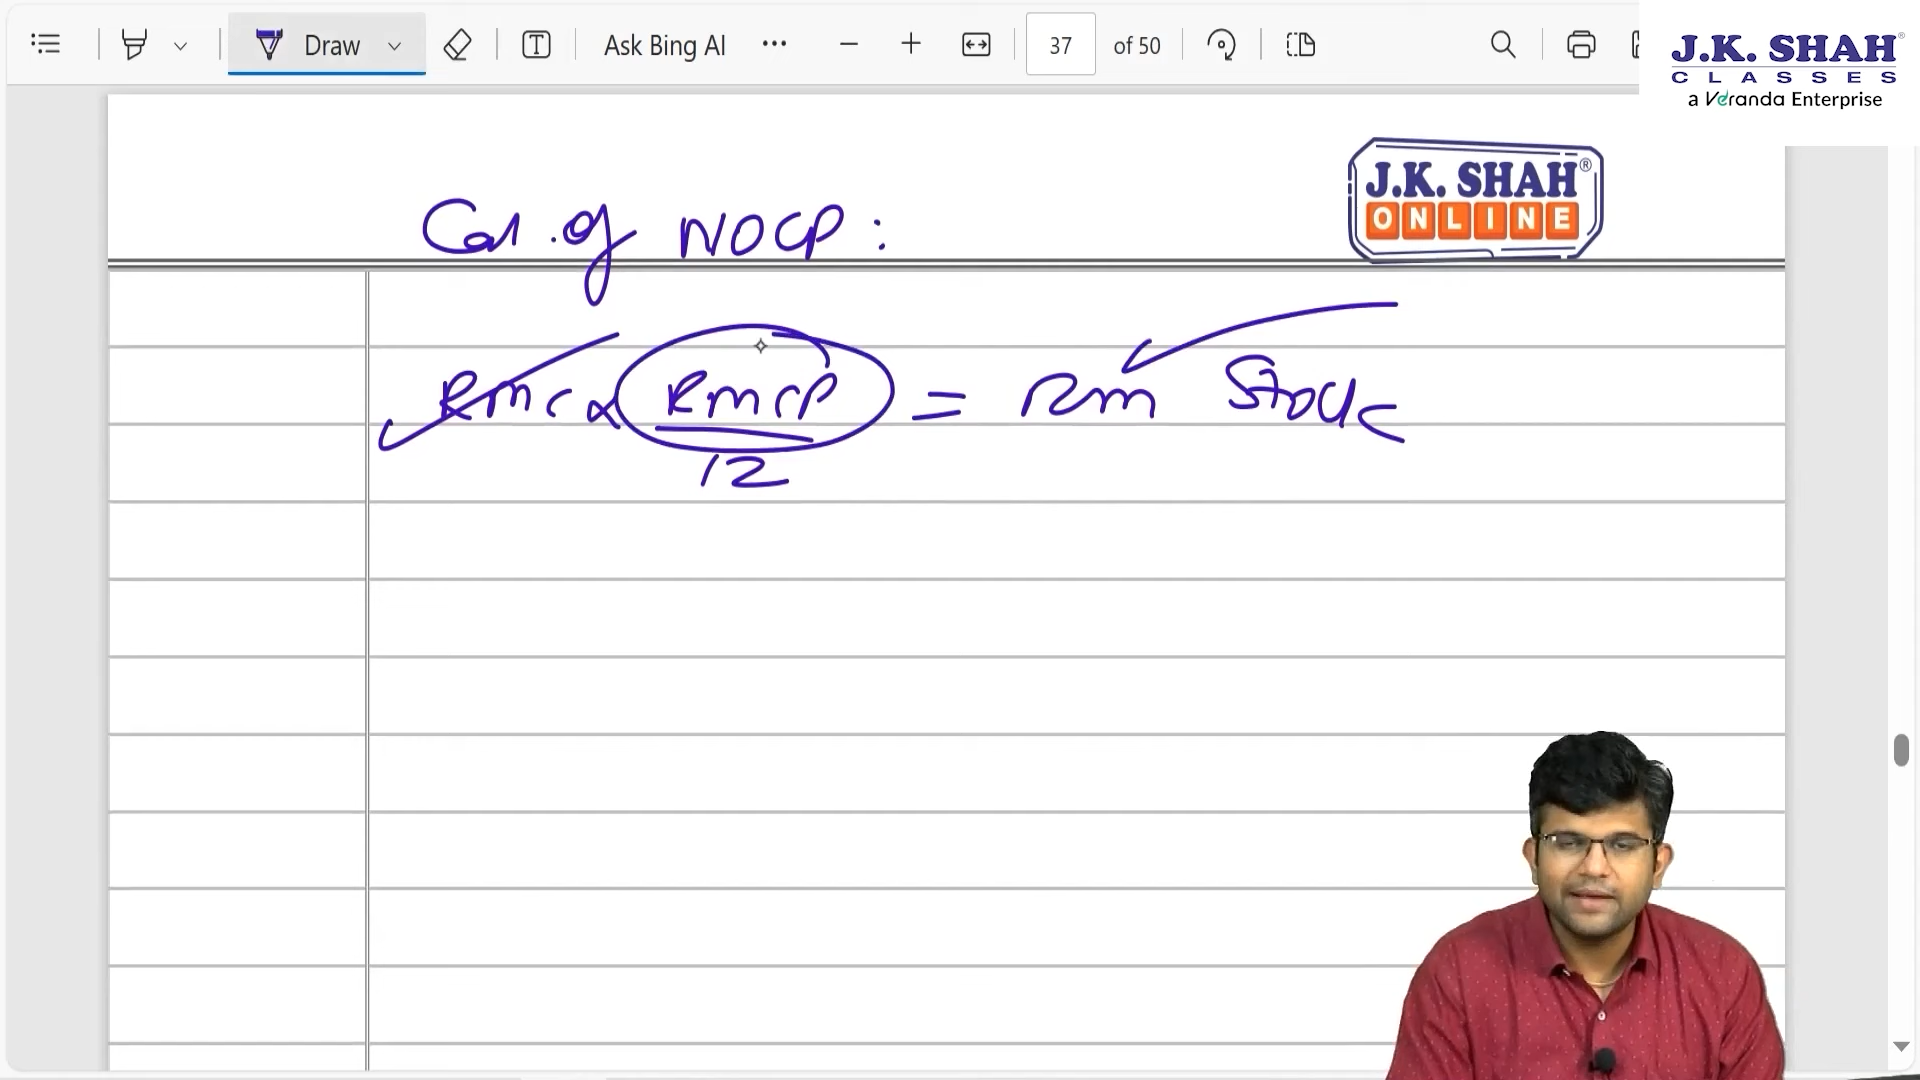 Draw
Ask Bing AI
37 of 50
J.K. SHAH®
CLASSES
a Veranda Enterprise
J.K. SHAH®
ONLINE
Cal. of NOCP :
RMC × RMCP = RM Stock
12